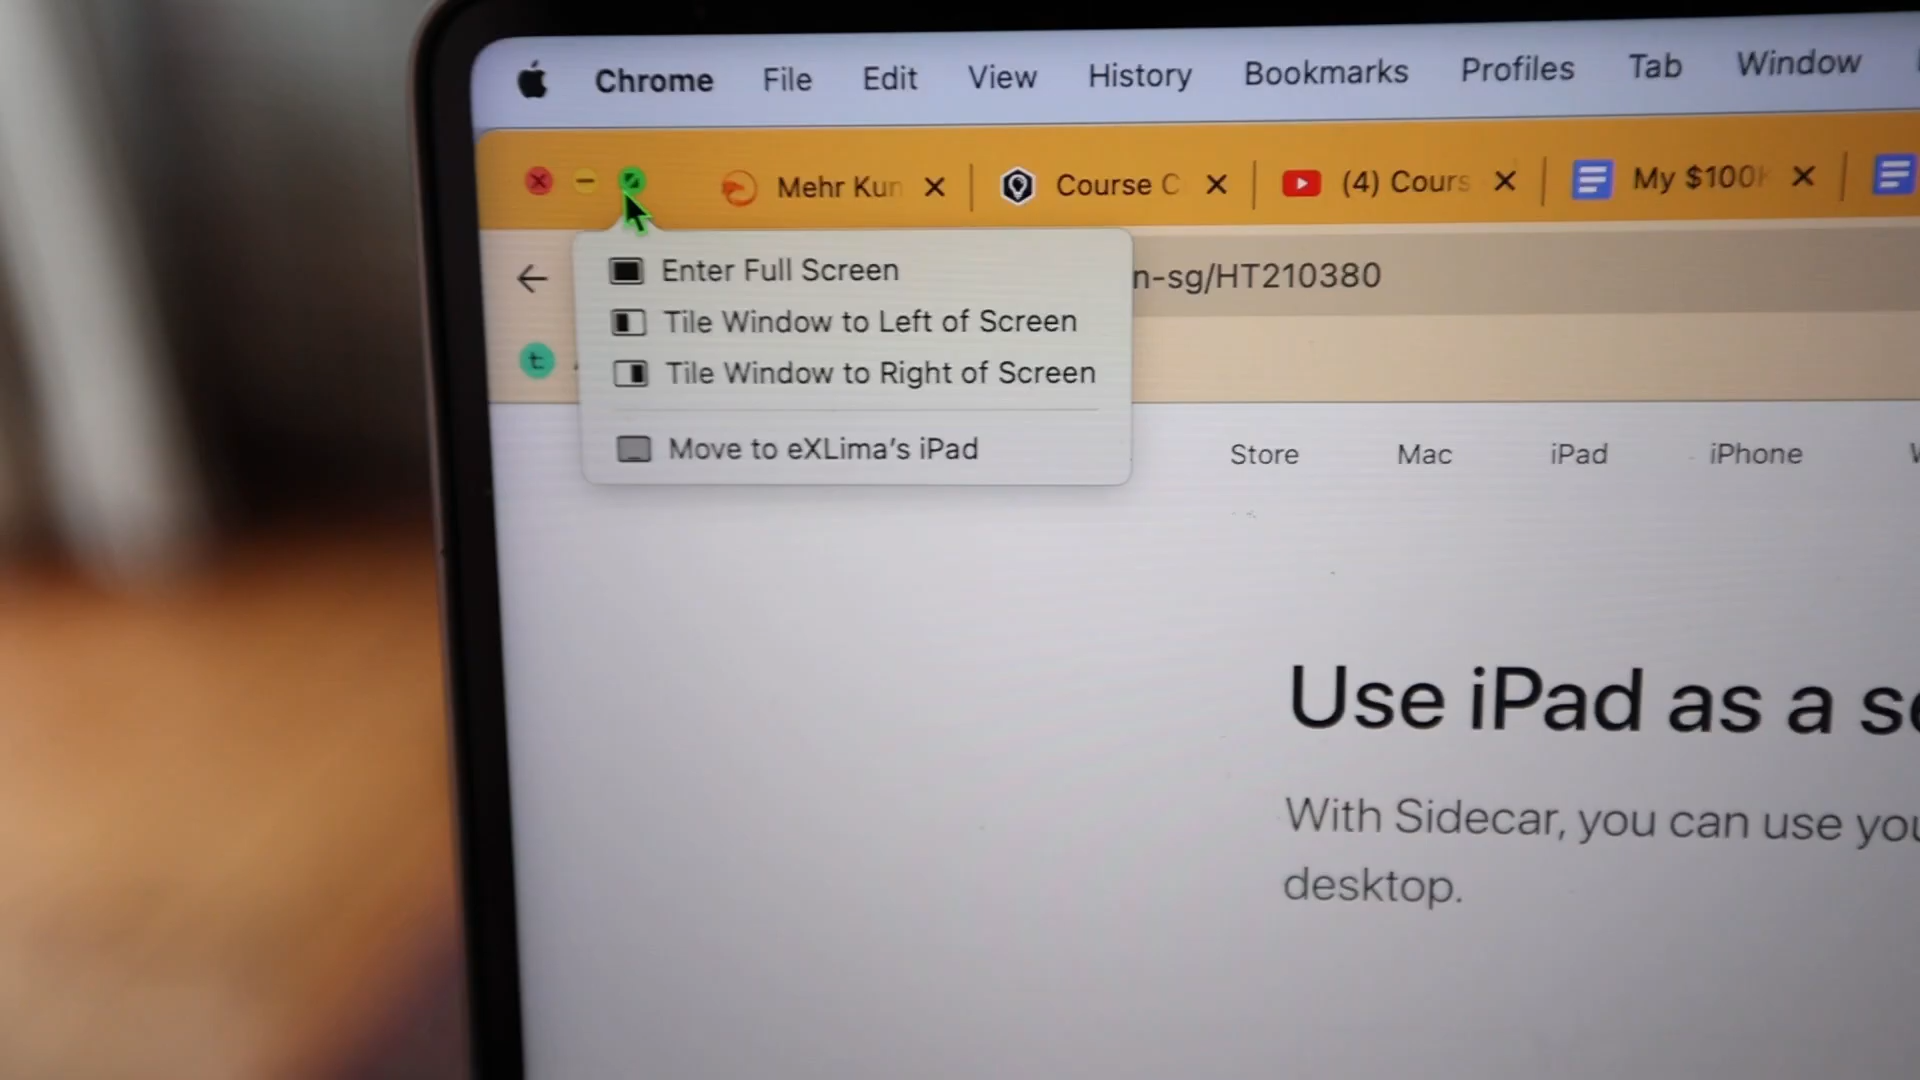 Chrome File Edit View History Bookmarks Profiles Tab Window
Mehr Kun Course C (4) Cours My $100K
n-sg/HT210380
Enter Full Screen
Tile Window to Left of Screen
Tile Window to Right of Screen
Move to eXLima's iPad
t
Store Mac iPad iPhone
Use iPad as a se
With Sidecar, you can use you
desktop.